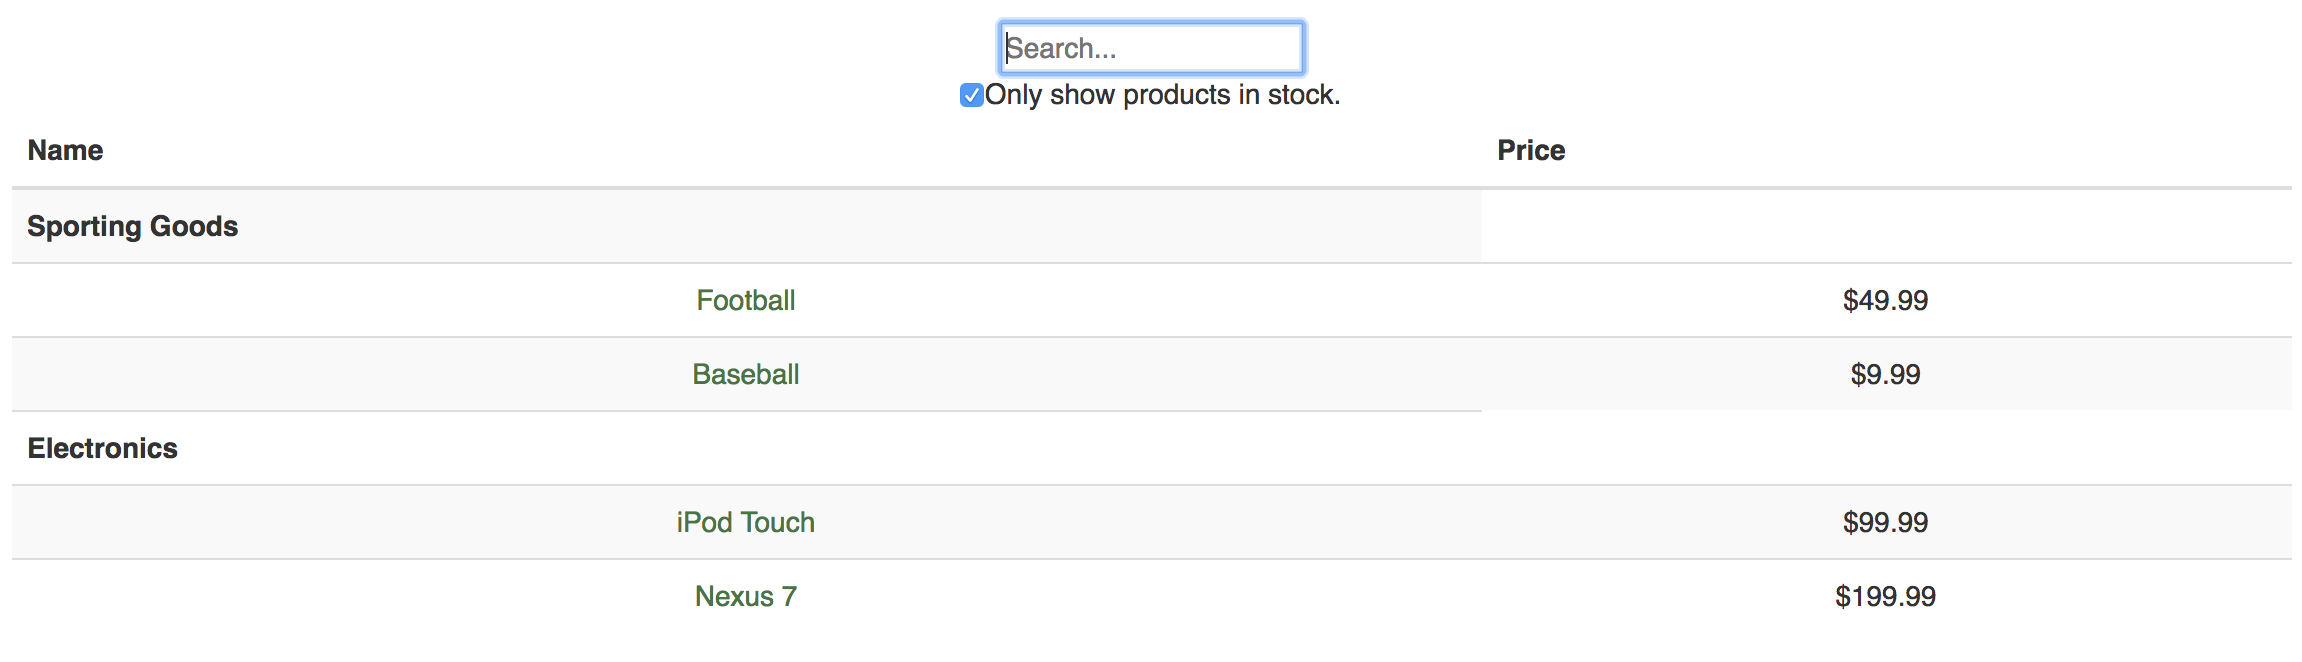 Search...
Only show products in stock.
Name Price
Sporting Goods
Football $49.99
Baseball $9.99
Electronics
iPod Touch $99.99
Nexus 7 $199.99